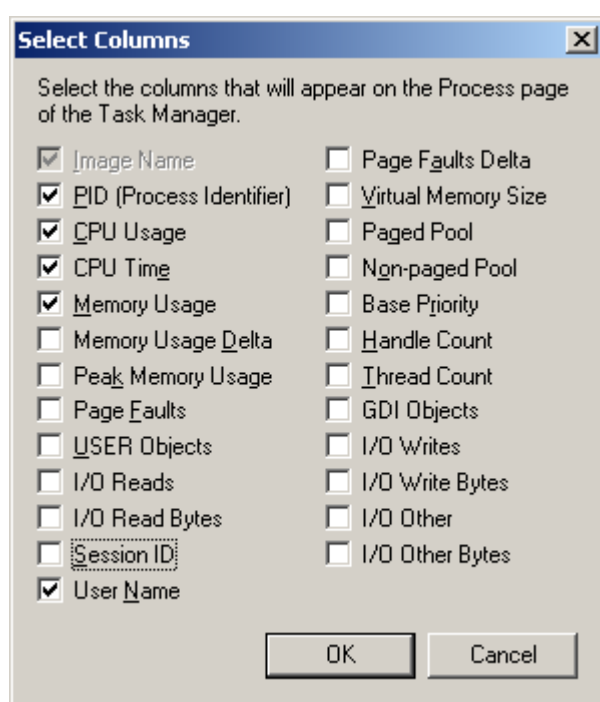 Select Columns
Select the columns that will appear on the Process page
of the Task Manager.
Image Name
PID (Process Identifier)
CPU Usage
CPU Time
Memory Usage
Memory Usage Delta
Peak Memory Usage
Page Faults
USER Objects
I/O Reads
I/O Read Bytes
Session ID
User Name
Page Faults Delta
Virtual Memory Size
Paged Pool
Non-paged Pool
Base Priority
Handle Count
Thread Count
GDI Objects
I/O Writes
I/O Write Bytes
I/O Other
I/O Other Bytes
OK
Cancel